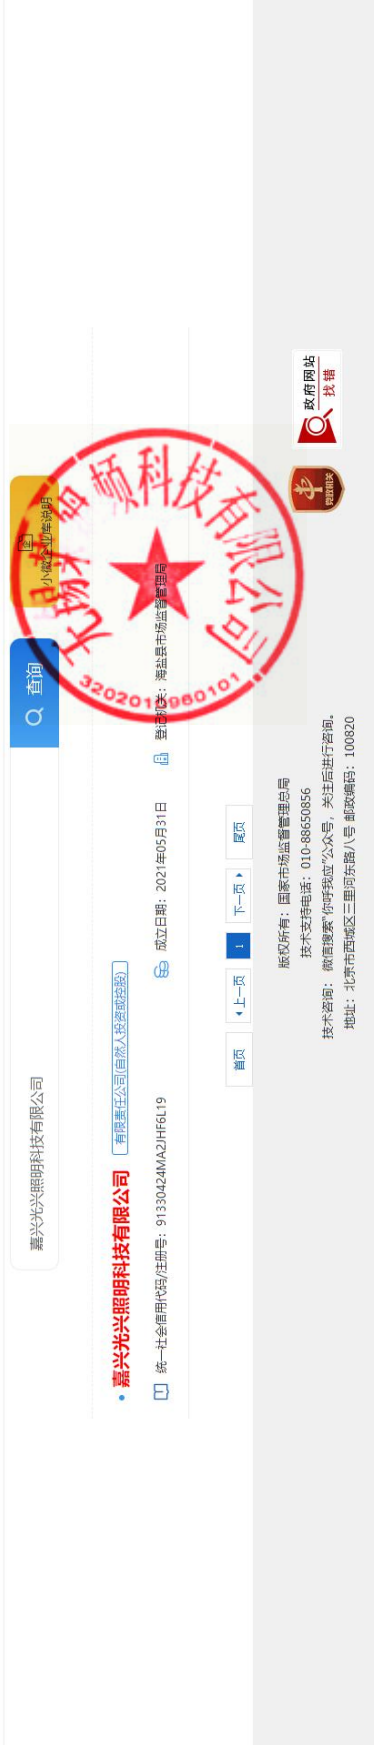 嘉兴光兴照明科技有限公司
查询
小微企业库说明
嘉兴光兴照明科技有限公司
有限责任公司(自然人投资或控股)
统一社会信用代码/注册号：91330424MA2JHF6L19
成立日期：2021年05月31日
登记机关：海盐县市场监督管理局
首页
上一页
1
下一页
尾页
版权所有：国家市场监督管理总局
技术支持电话：010-88650856
技术咨询： 微信搜索“你呼我应”公众号，关注后进行咨询。
地址：北京市西城区三里河东路八号 邮政编码：100820
党政机关
政府网站
找错
顿科技有限公司